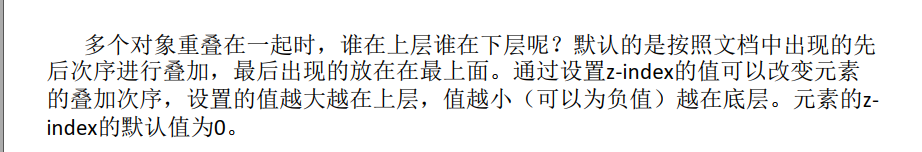 多个对象重叠在一起时，谁在上层谁在下层呢？默认的是按照文档中出现的先
后次序进行叠加，最后出现的放在在最上面。通过设置z-index的值可以改变元素
的叠加次序，设置的值越大越在上层，值越小（可以为负值）越在底层。元素的z-
index的默认值为0。